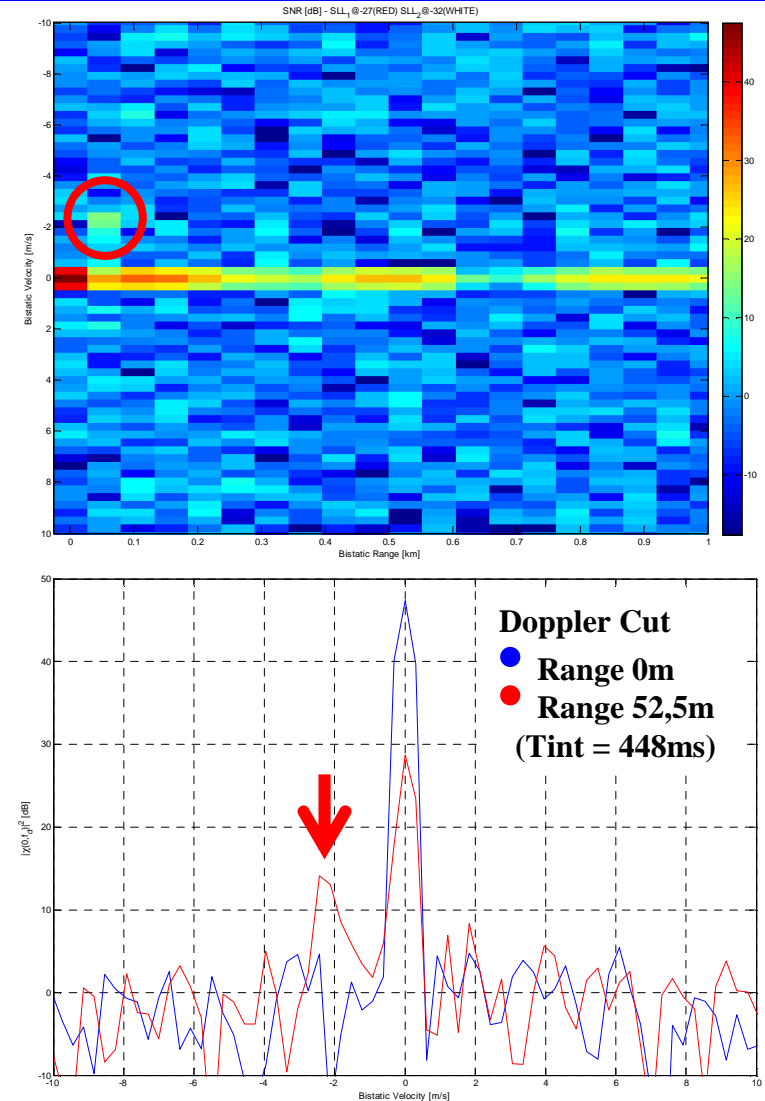 SNR [dB] - SLL1@-27(RED) SLL2@-32(WHITE)
-10
-8
-6
-4
-2
0
2
4
6
8
10
Bistatic Velocity [m/s]
0 0.1 0.2 0.3 0.4 0.5 0.6 0.7 0.8 0.9 1
Bistatic Range [km]
40
30
20
10
0
-10
50
40
30
20
10
0
-10
|χ(0,fd)|² [dB]
Doppler Cut
Range 0m
Range 52,5m
(Tint = 448ms)
-10 -8 -6 -4 -2 0 2 4 6 8 10
Bistatic Velocity [m/s]